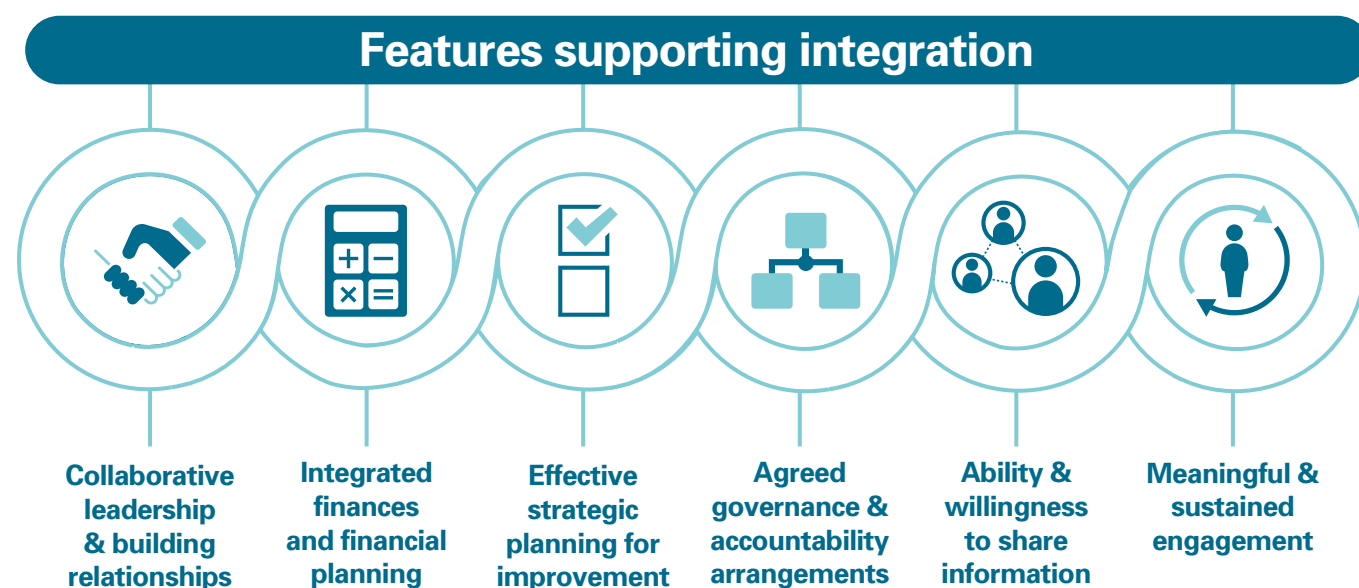 Features supporting integration
Collaborative
leadership
& building
relationships
Integrated
finances
and financial
planning
Effective
strategic
planning for
improvement
Agreed
governance &
accountability
arrangements
Ability &
willingness
to share
information
Meaningful &
sustained
engagement